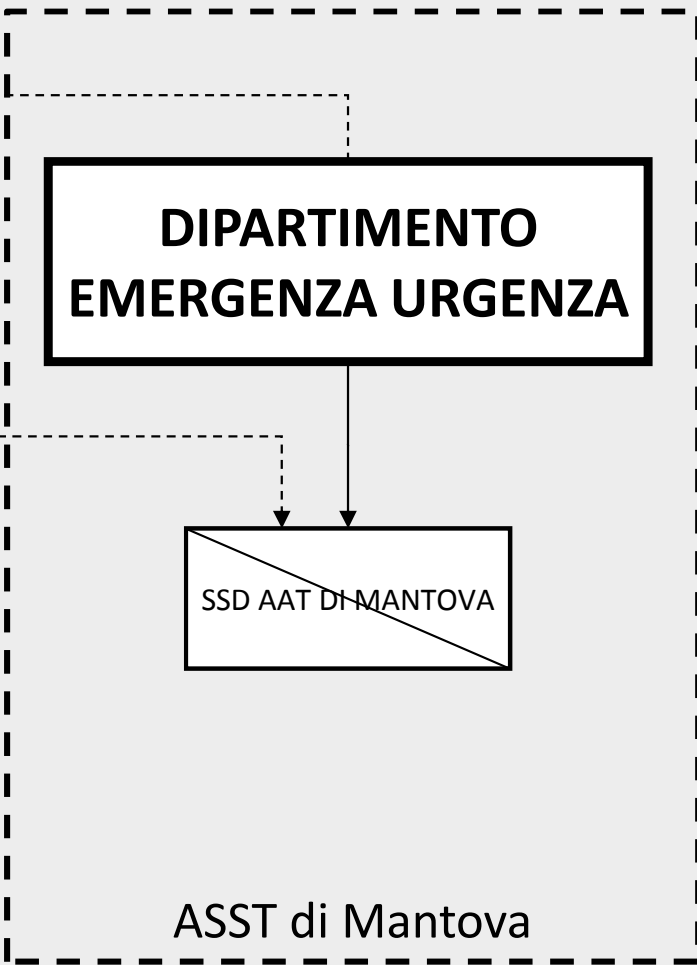 DIPARTIMENTO
EMERGENZA URGENZA
SSD AAT DI MANTOVA
ASST di Mantova